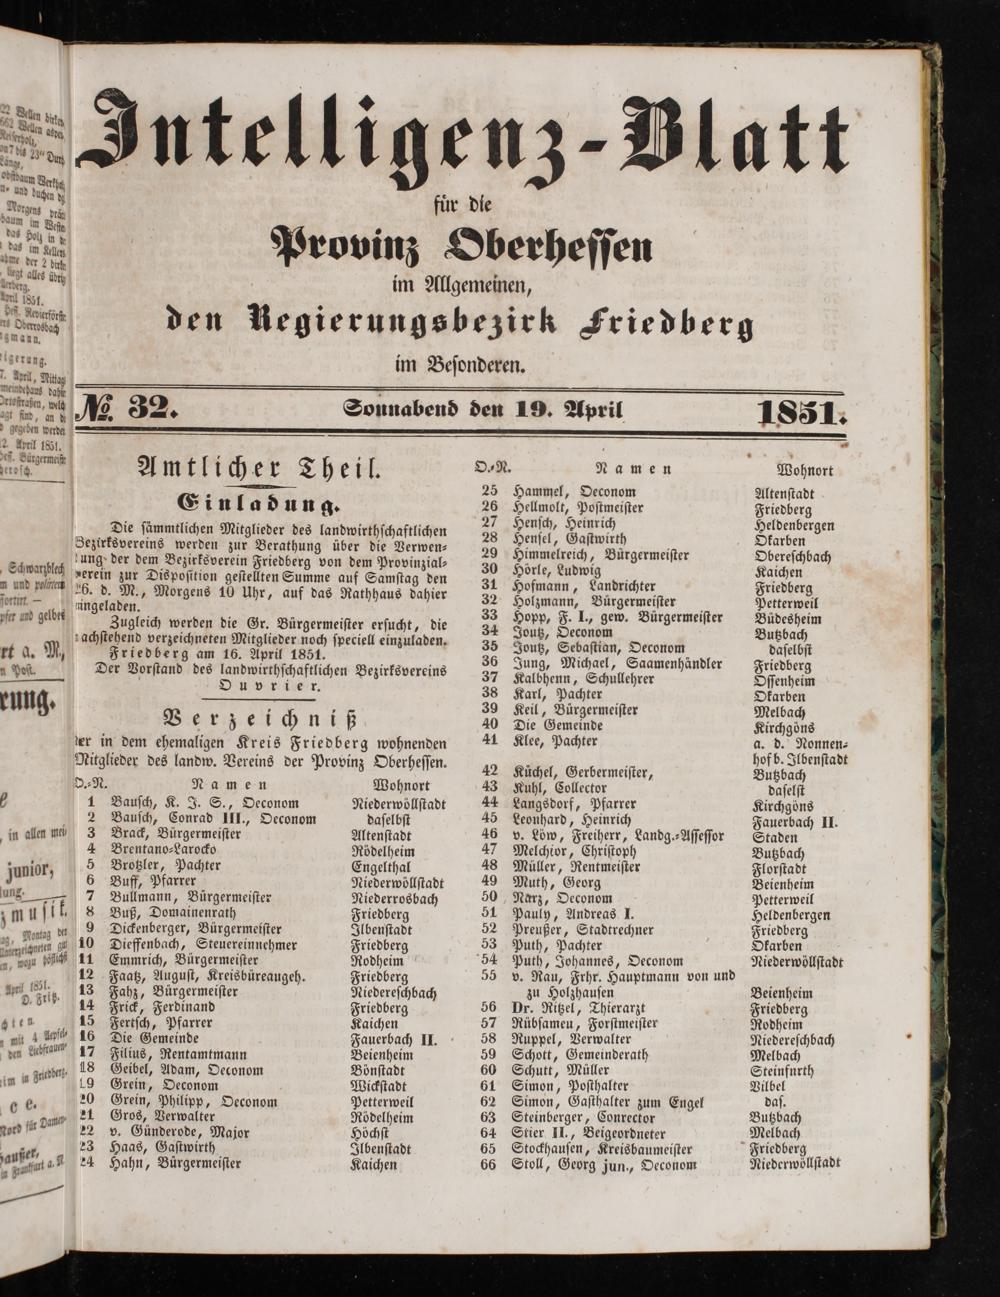 Intelligenz-Blatt
für die
Provinz Oberhessen
im Allgemeinen,
den Regierungsbezirk Friedberg
im Besonderen.
№ 32. Sonnabend den 19. April 1851.
Amtlicher Theil.
Einladung.
Die sämmtlichen Mitglieder des landwirthschaftlichen
Bezirksvereins werden zur Berathung über die Verwen-
ung der dem Bezirksverein Friedberg von dem Provinzial-
verein zur Disposition gestellten Summe auf Samstag den
26. d. M., Morgens 10 Uhr, auf das Rathhaus dahier
eingeladen.
Zugleich werden die Gr. Bürgermeister ersucht, die
nachstehend verzeichneten Mitglieder noch speciell einzuladen.
Friedberg am 16. April 1851.
Der Vorstand des landwirthschaftlichen Bezirksvereins
Ouvrier.
Verzeichniß
der in dem ehemaligen Kreis Friedberg wohnenden
Mitglieder des landw. Vereins der Provinz Oberhessen.
O.-N. Namen Wohnort
1 Bausch, K. J. S., Oeconom Niederwöllstadt
2 Bausch, Conrad III., Oeconom daselbst
3 Brack, Bürgermeister Altenstadt
4 Brentano-Larocko Rödelheim
5 Brotzler, Pachter Engelthal
6 Buff, Pfarrer Niederwöllstadt
7 Bullmann, Bürgermeister Niederrosbach
8 Buß, Domainenrath Friedberg
9 Dickenberger, Bürgermeister Ilbenstadt
10 Dieffenbach, Steuereinnehmer Friedberg
11 Emmrich, Bürgermeister Rodheim
12 Faatz, August, Kreisbüreaugeh. Friedberg
13 Fahz, Bürgermeister Niedereschbach
14 Frick, Ferdinand Friedberg
15 Fertsch, Pfarrer Kaichen
16 Die Gemeinde Fauerbach II.
17 Filius, Rentamtmann Beienheim
18 Geibel, Adam, Oeconom Bönstadt
19 Grein, Oeconom Wickstadt
20 Grein, Philipp, Oeconom Petterweil
21 Gros, Verwalter Rödelheim
22 v. Günderode, Major Höchst
23 Haas, Gastwirth Ilbenstadt
24 Hahn, Bürgermeister Kaichen
O.-N. Namen Wohnort
25 Hammel, Oeconom Altenstadt
26 Hellmolt, Postmeister Friedberg
27 Hensch, Heinrich Heldenbergen
28 Hensel, Gastwirth Okarben
29 Himmelreich, Bürgermeister Obereschbach
30 Hörle, Ludwig Kaichen
31 Hofmann, Landrichter Friedberg
32 Holzmann, Bürgermeister Petterweil
33 Hopp, F. I., gew. Bürgermeister Büdesheim
34 Joutz, Oeconom Butzbach
35 Joutz, Sebastian, Oeconom daselbst
36 Jung, Michael, Saamenhändler Friedberg
37 Kalbhenn, Schullehrer Ossenheim
38 Karl, Pachter Okarben
39 Keil, Bürgermeister Melbach
40 Die Gemeinde Kirchgöns
41 Klee, Pachter a. d. Nonnen-
hof b. Ilbenstadt
42 Küchel, Gerbermeister, Butzbach
43 Kuhl, Collector daselst
44 Langsdorf, Pfarrer Kirchgöns
45 Leonhard, Heinrich Fauerbach II.
46 v. Löw, Freiherr, Landg.-Assessor Staden
47 Melchior, Christoph Butzbach
48 Müller, Rentmeister Florstadt
49 Muth, Georg Beienheim
50 Narz, Oeconom Petterweil
51 Pauly, Andreas I. Heldenbergen
52 Preußer, Stadtrechner Friedberg
53 Puth, Pachter Okarben
54 Puth, Johannes, Oeconom Niederwöllstadt
55 v. Rau, Frhr. Hauptmann von und
zu Holzhausen Beienheim
56 Dr. Ritzel, Thierarzt Friedberg
57 Rübsameu, Forstmeister Rodheim
58 Ruppel, Verwalter Niedereschbach
59 Schott, Gemeinderath Melbach
60 Schutt, Müller Steinfurth
61 Simon, Posthalter Vilbel
62 Simon, Gasthalter zum Engel das.
63 Steinberger, Conrector Butzbach
64 Stier II., Beigeordneter Melbach
65 Stockhausen, Kreisbaumeister Friedberg
66 Stoll, Georg jun., Oeconom Niederwöllstadt